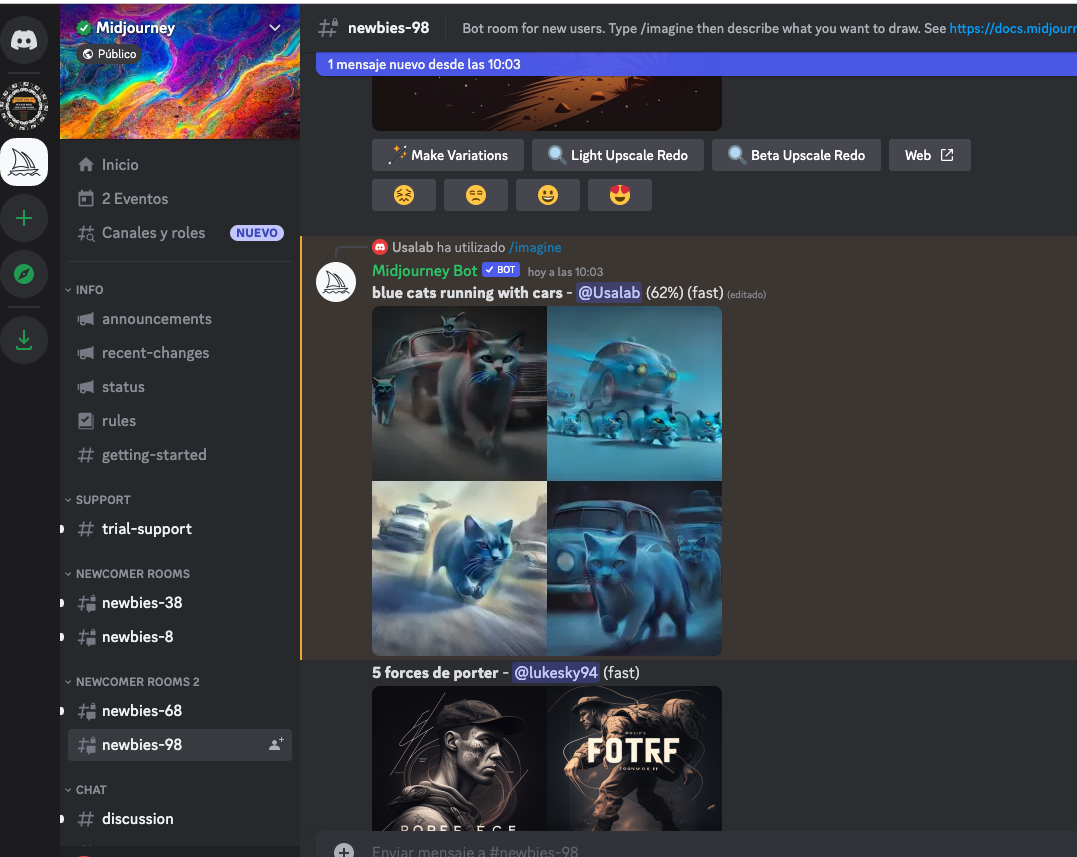 Midjourney
Público
Inicio
2 Eventos
Canales y roles NUEVO
INFO
announcements
recent-changes
status
rules
getting-started
SUPPORT
trial-support
NEWCOMER ROOMS
newbies-38
newbies-8
NEWCOMER ROOMS 2
newbies-68
newbies-98
CHAT
discussion
newbies-98 Bot room for new users. Type /imagine then describe what you want to draw. See https://docs.midjourn
1 mensaje nuevo desde las 10:03
Make Variations Light Upscale Redo Beta Upscale Redo Web
Usalab ha utilizado /imagine
Midjourney Bot BOT hoy a las 10:03
blue cats running with cars - @Usalab (62%) (fast) (editado)
5 forces de porter - @lukesky94 (fast)
FOTRF
Enviar mensaje a #newbies-98